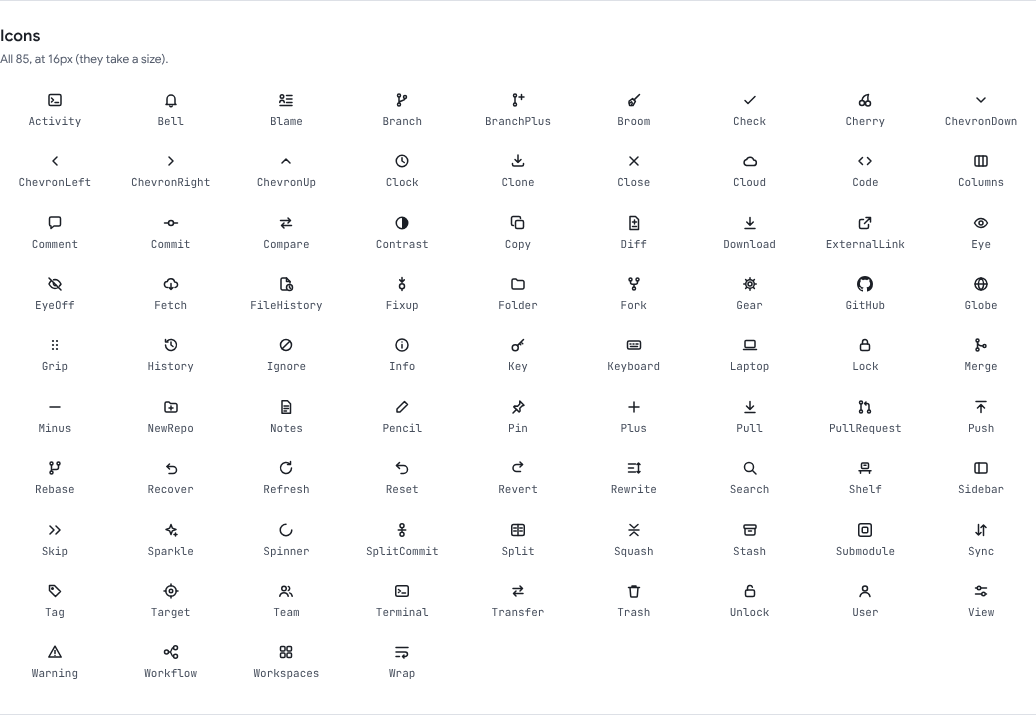 Icons
All 85, at 16px (they take a size).
Activity Bell Blame Branch BranchPlus Broom Check Cherry ChevronDown
ChevronLeft ChevronRight ChevronUp Clock Clone Close Cloud Code Columns
Comment Commit Compare Contrast Copy Diff Download ExternalLink Eye
EyeOff Fetch FileHistory Fixup Folder Fork Gear GitHub Globe
Grip History Ignore Info Key Keyboard Laptop Lock Merge
Minus NewRepo Notes Pencil Pin Plus Pull PullRequest Push
Rebase Recover Refresh Reset Revert Rewrite Search Shelf Sidebar
Skip Sparkle Spinner SplitCommit Split Squash Stash Submodule Sync
Tag Target Team Terminal Transfer Trash Unlock User View
Warning Workflow Workspaces Wrap